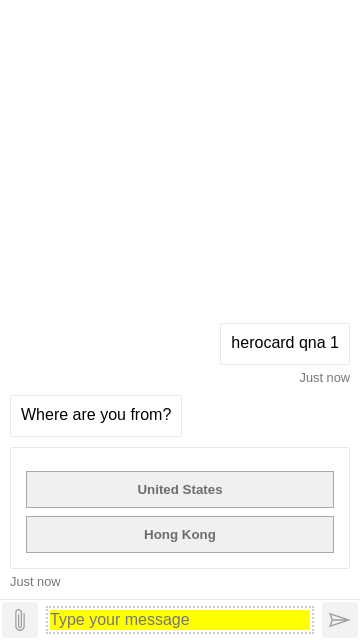 herocard qna 1
Just now
Where are you from?
United States
Hong Kong
Just now
Type your message